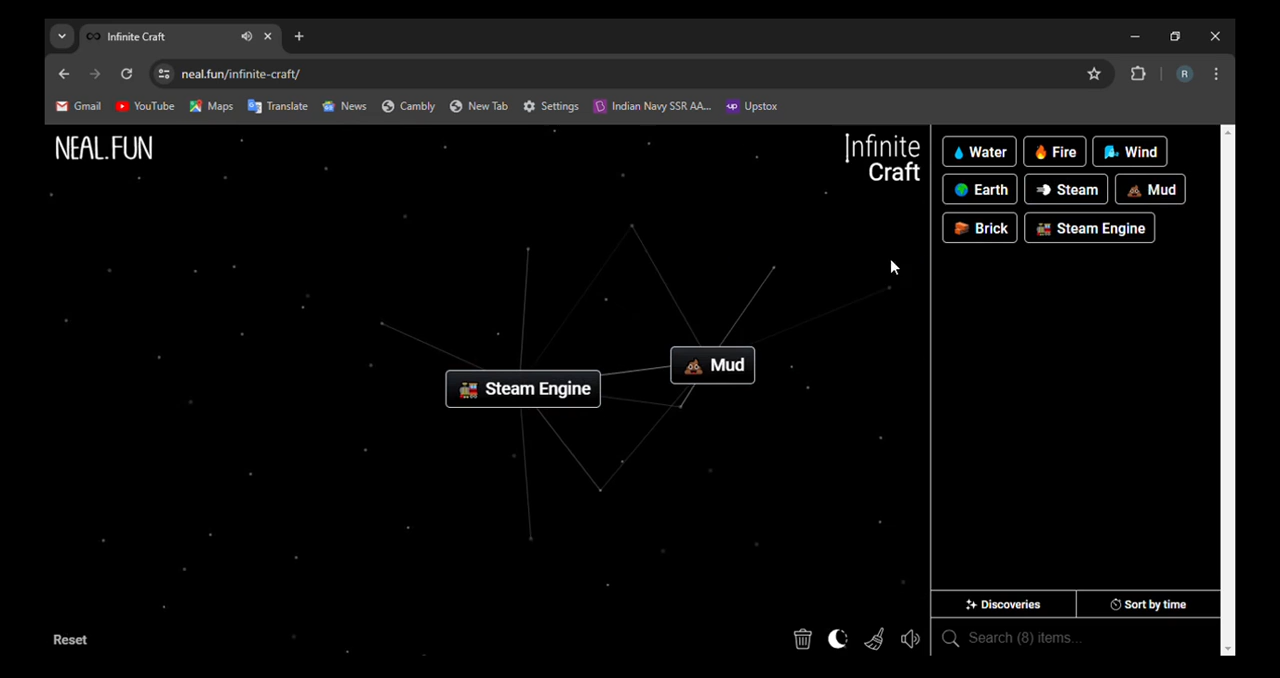 Infinite Craft
neal.fun/infinite-craft/
R
Gmail YouTube Maps Translate News Cambly New Tab Settings Indian Navy SSR AA... up Upstox
NEAL.FUN
Infinite
Craft
Water Fire Wind
Earth Steam Mud
Brick Steam Engine
Mud
Steam Engine
Discoveries Sort by time
Reset
Search (8) items...